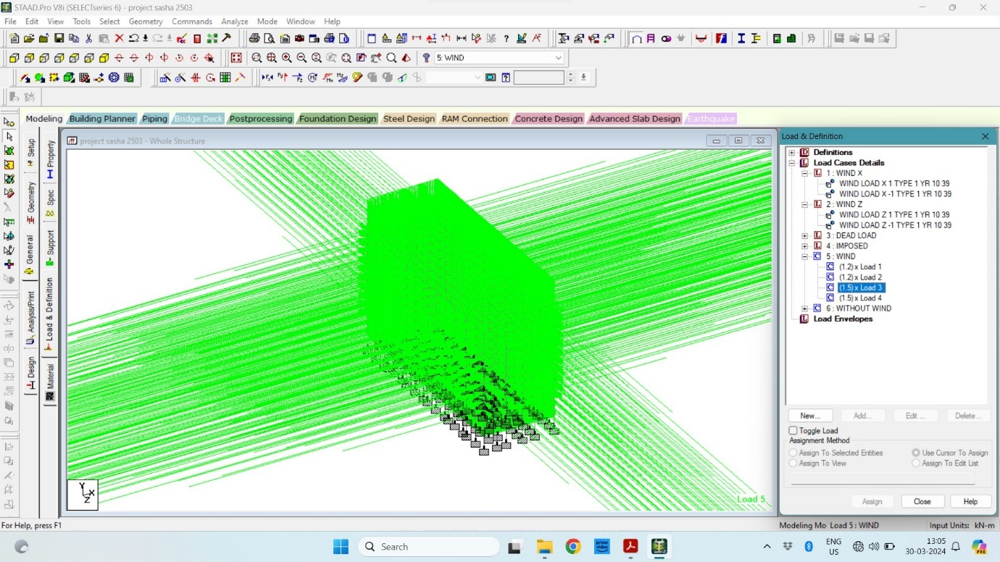 STAAD.Pro V8i (SELECTseries 6) - project sasha 2503
File Edit View Tools Select Geometry Commands Analyze Mode Window Help
5: WIND
Modeling Building Planner Piping Bridge Deck Postprocessing Foundation Design Steel Design RAM Connection Concrete Design Advanced Slab Design Earthquake
Setup
Geometry
General
Analysis/Print
Design
Property
Spec
Support
Load & Definition
Material
project sasha 2503 - Whole Structure
Load 5
Y
X
Z
Load & Definition
Definitions
Load Cases Details
1 : WIND X
WIND LOAD X 1 TYPE 1 YR 10 39
WIND LOAD X -1 TYPE 1 YR 10 39
2 : WIND Z
WIND LOAD Z 1 TYPE 1 YR 10 39
WIND LOAD Z -1 TYPE 1 YR 10 39
3 : DEAD LOAD
4 : IMPOSED
5 : WIND
(1.2) x Load 1
(1.2) x Load 2
(1.5) x Load 3
(1.5) x Load 4
6 : WITHOUT WIND
Load Envelopes
New... Add... Edit ... Delete...
Toggle Load
Assignment Method
Assign To Selected Entities Use Cursor To Assign
Assign To View Assign To Edit List
Assign Close Help
For Help, press F1 Modeling Mo Load 5 : WIND Input Units: kN-m
Search
prime video
ENG
US
13:05
30-03-2024
PRE